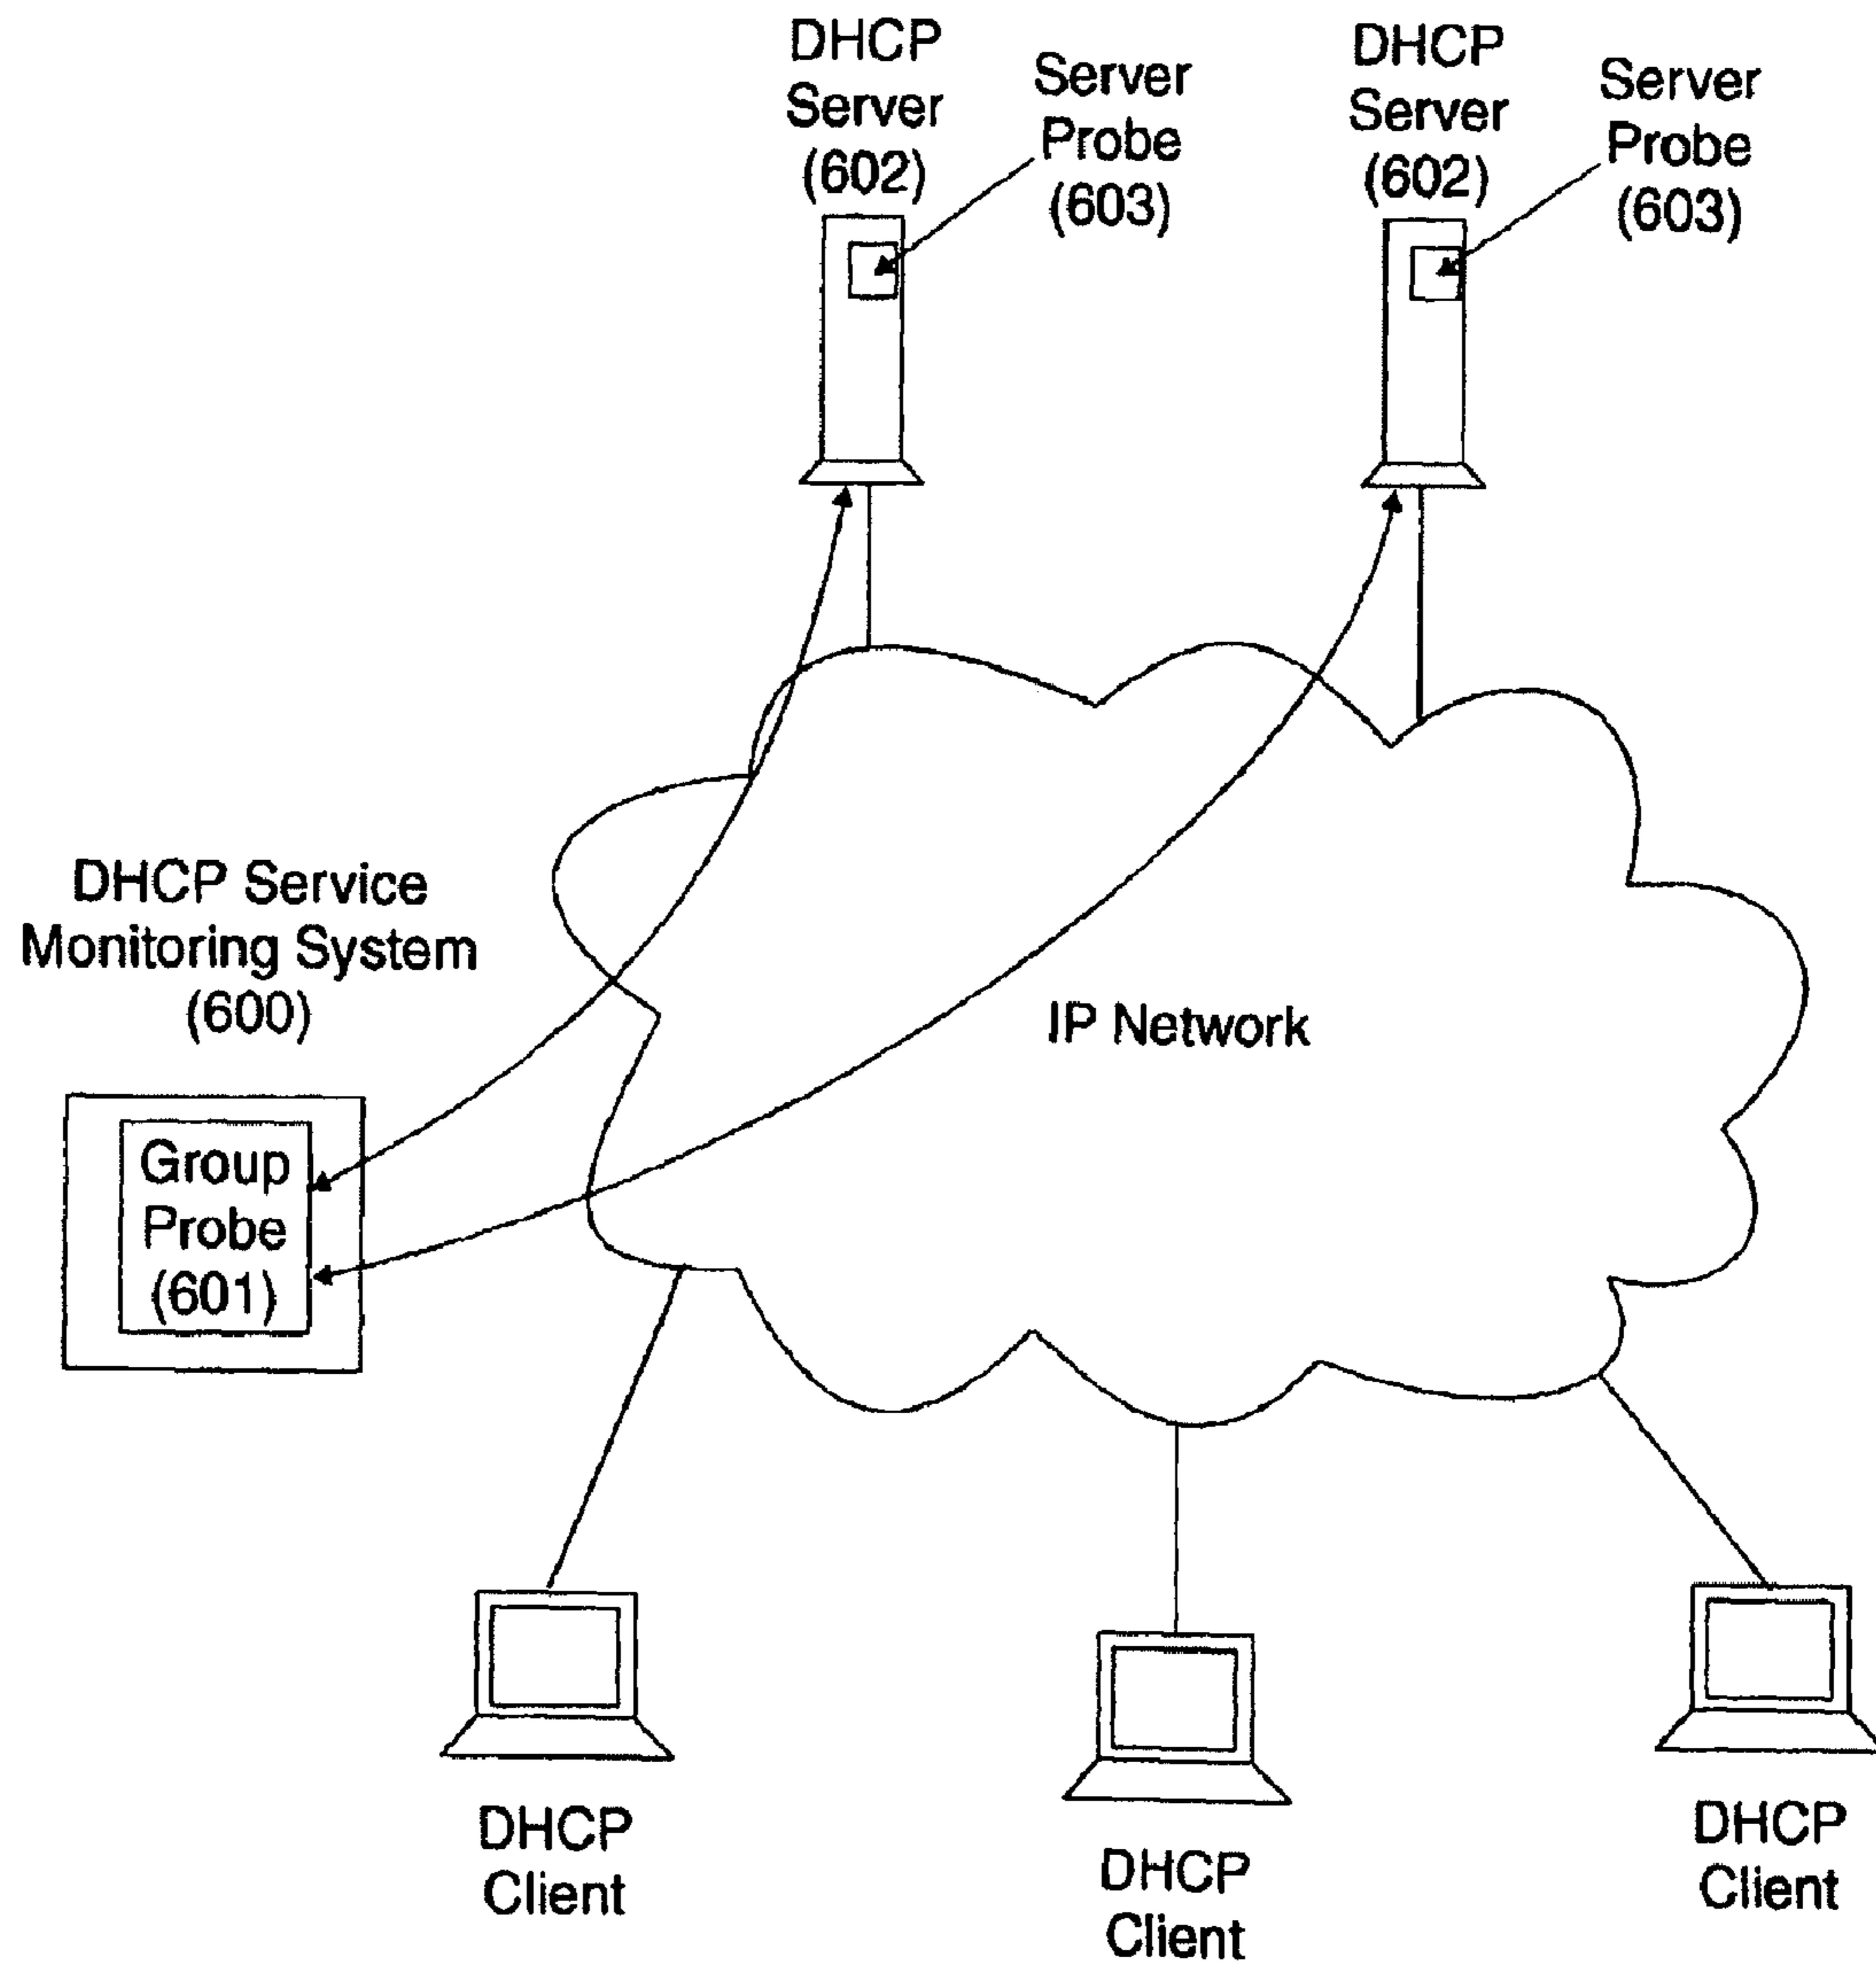 DHCP
Server
(602)
Server
Probe
(603)
DHCP
Server
(602)
Server
Probe
(603)
DHCP Service
Monitoring System
(600)
IP Network
Group
Probe
(601)
DHCP
Client
DHCP
Client
DHCP
Client